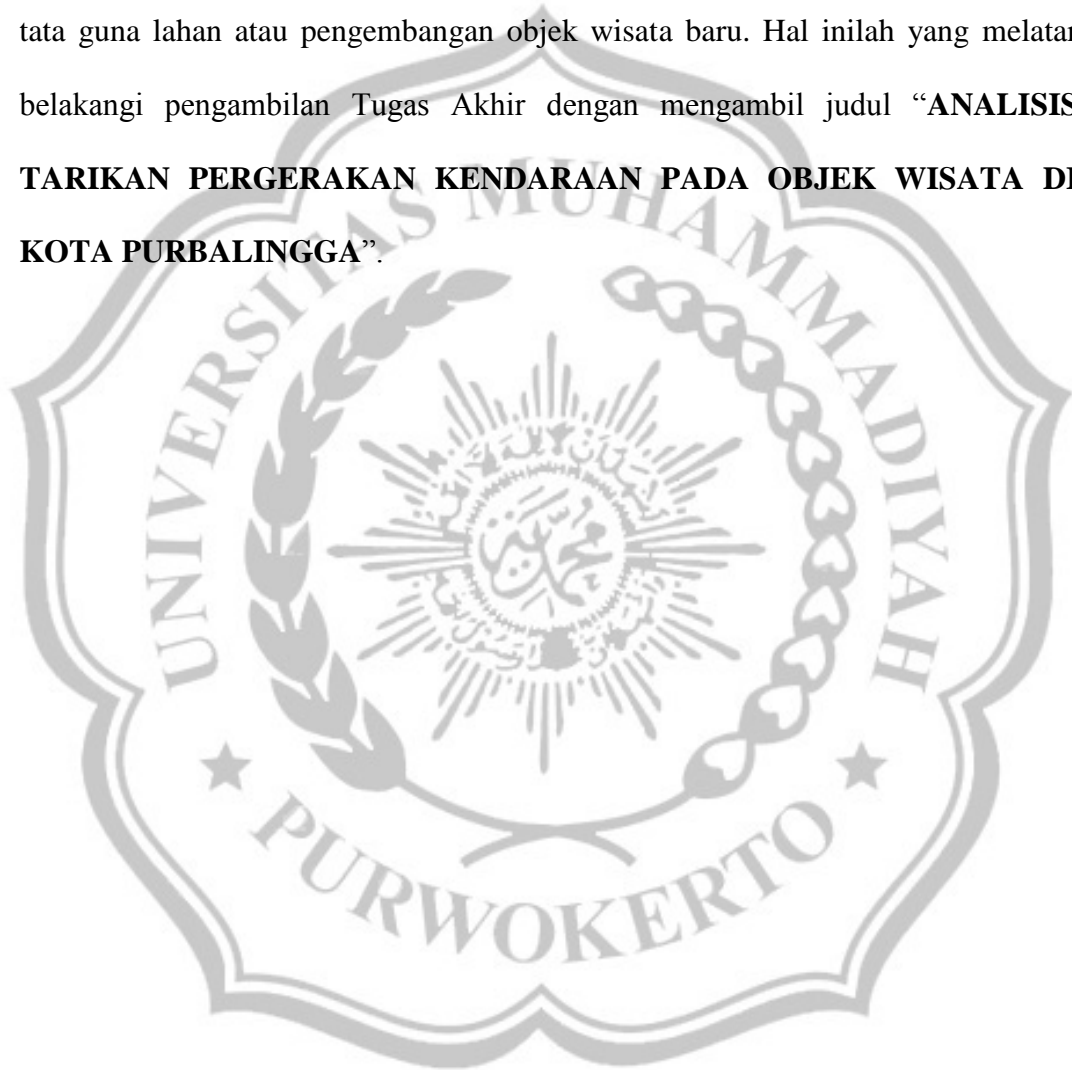 tata guna lahan atau pengembangan objek wisata baru. Hal inilah yang melatar
belakangi pengambilan Tugas Akhir dengan mengambil judul “ANALISIS
TARIKAN PERGERAKAN KENDARAAN PADA OBJEK WISATA DI
KOTA PURBALINGGA”.
UNIVERSITAS MUHAMMADIYAH
PURWOKERTO